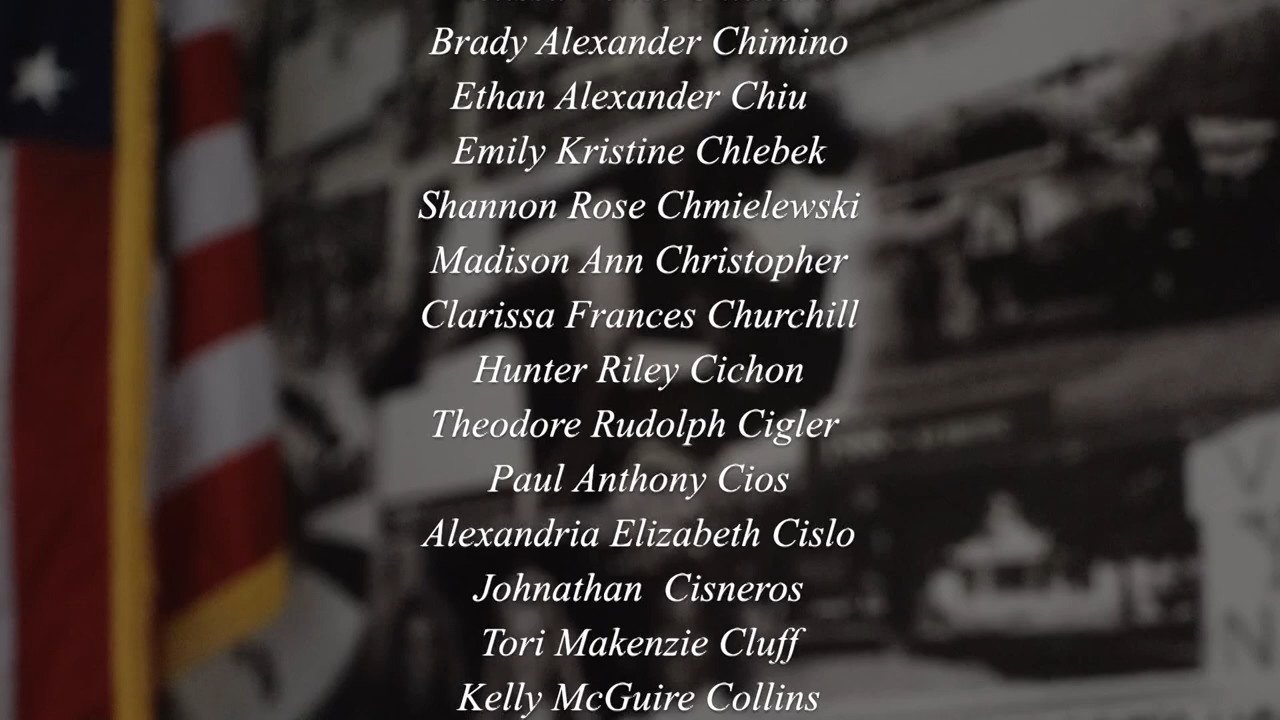 Brady Alexander Chimino
Ethan Alexander Chiu
Emily Kristine Chlebek
Shannon Rose Chmielewski
Madison Ann Christopher
Clarissa Frances Churchill
Hunter Riley Cichon
Theodore Rudolph Cigler
Paul Anthony Cios
Alexandria Elizabeth Cislo
Johnathan  Cisneros
Tori Makenzie Cluff
Kelly McGuire Collins